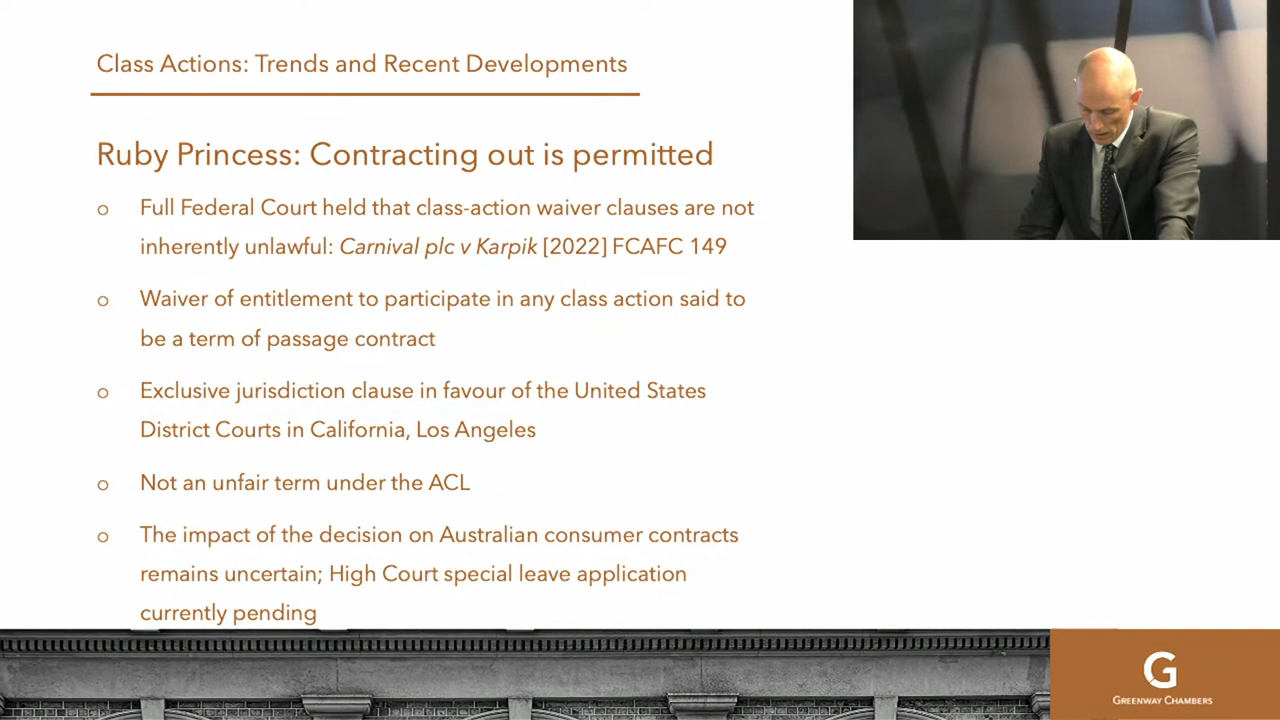 Class Actions: Trends and Recent Developments
Ruby Princess: Contracting out is permitted
o Full Federal Court held that class-action waiver clauses are not
inherently unlawful: Carnival plc v Karpik [2022] FCAFC 149
o Waiver of entitlement to participate in any class action said to
be a term of passage contract
o Exclusive jurisdiction clause in favour of the United States
District Courts in California, Los Angeles
o Not an unfair term under the ACL
o The impact of the decision on Australian consumer contracts
remains uncertain; High Court special leave application
currently pending
G
GREENWAY CHAMBERS